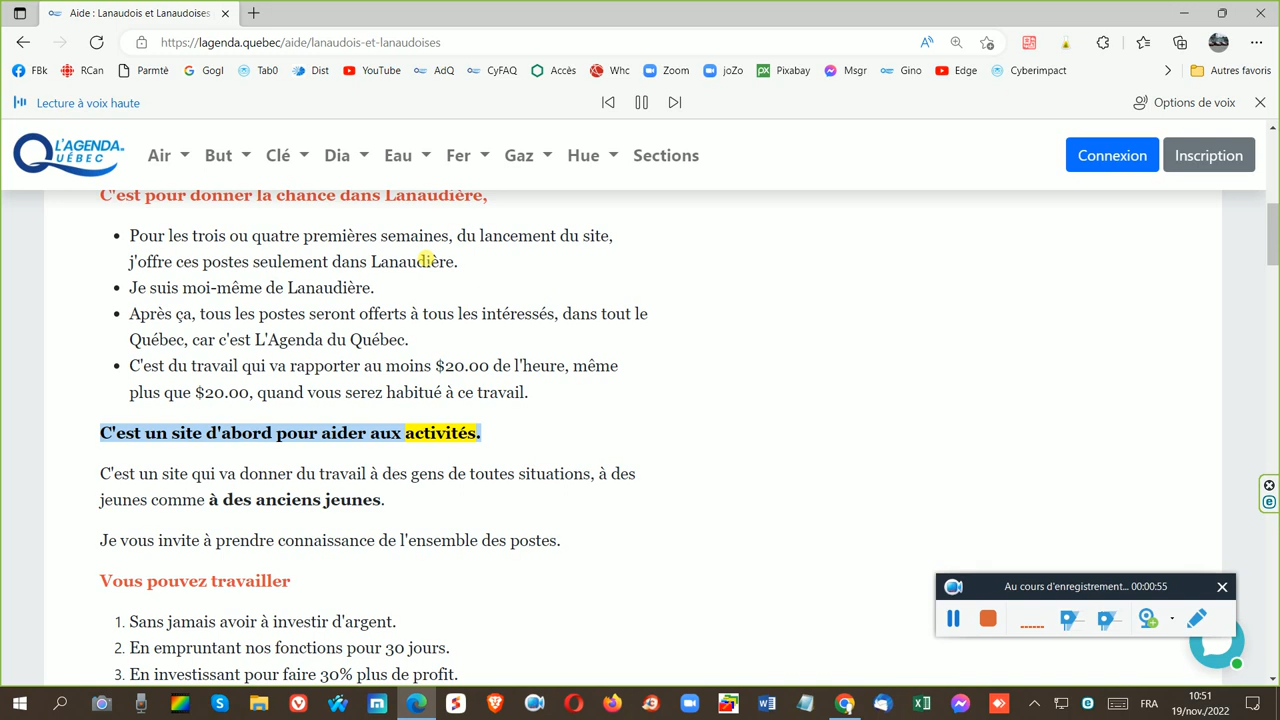 Aide : Lanaudois et Lanaudoises
https://lagenda.quebec/aide/lanaudois-et-lanaudoises
FBk RCan Parmtè Gogl Tab0 Disn YouTube AdQ CyFAQ Accès Whc Zoom joZo Pixabay Msgr Gino Edge Cyberimpact Autres favoris
Lecture à voix haute Options de voix
L'AGENDA. QUÉBEC Air But Clé Dia Eau Fer Gaz Hue Sections Connexion Inscription
C'est pour donner la chance dans Lanaudière,
• Pour les trois ou quatre premières semaines, du lancement du site,
j'offre ces postes seulement dans Lanaudière.
• Je suis moi-même de Lanaudière.
• Après ça, tous les postes seront offerts à tous les intéressés, dans tout le
Québec, car c'est L'Agenda du Québec.
• C'est du travail qui va rapporter au moins $20.00 de l'heure, même
plus que $20.00, quand vous serez habitué à ce travail.
C'est un site d'abord pour aider aux activités.
C'est un site qui va donner du travail à des gens de toutes situations, à des
jeunes comme à des anciens jeunes.
Je vous invite à prendre connaissance de l'ensemble des postes.
Vous pouvez travailler
1. Sans jamais avoir à investir d'argent.
2. En empruntant nos fonctions pour 30 jours.
3. En investissant pour faire 30% plus de profit.
Au cours d'enregistrement... 00:00:55
FRA
10:51
19/nov./2022